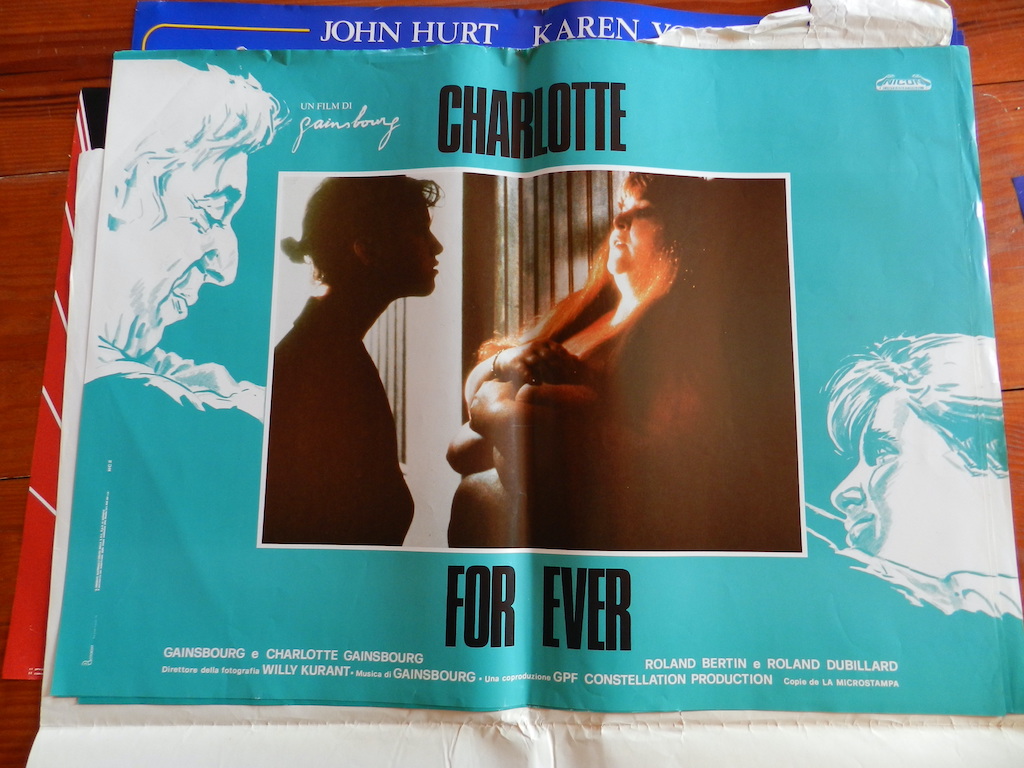 JOHN HURT KAREN
UN FILM DI
gainsbourg
CHARLOTTE
FOR EVER
GAINSBOURG e CHARLOTTE GAINSBOURG
ROLAND BERTIN e ROLAND DUBILLARD
Direttore della fotografia WILLY KURANT • Musica di GAINSBOURG • Una coproduzione GPF CONSTELLATION PRODUCTION Copie de LA MICROSTAMPA